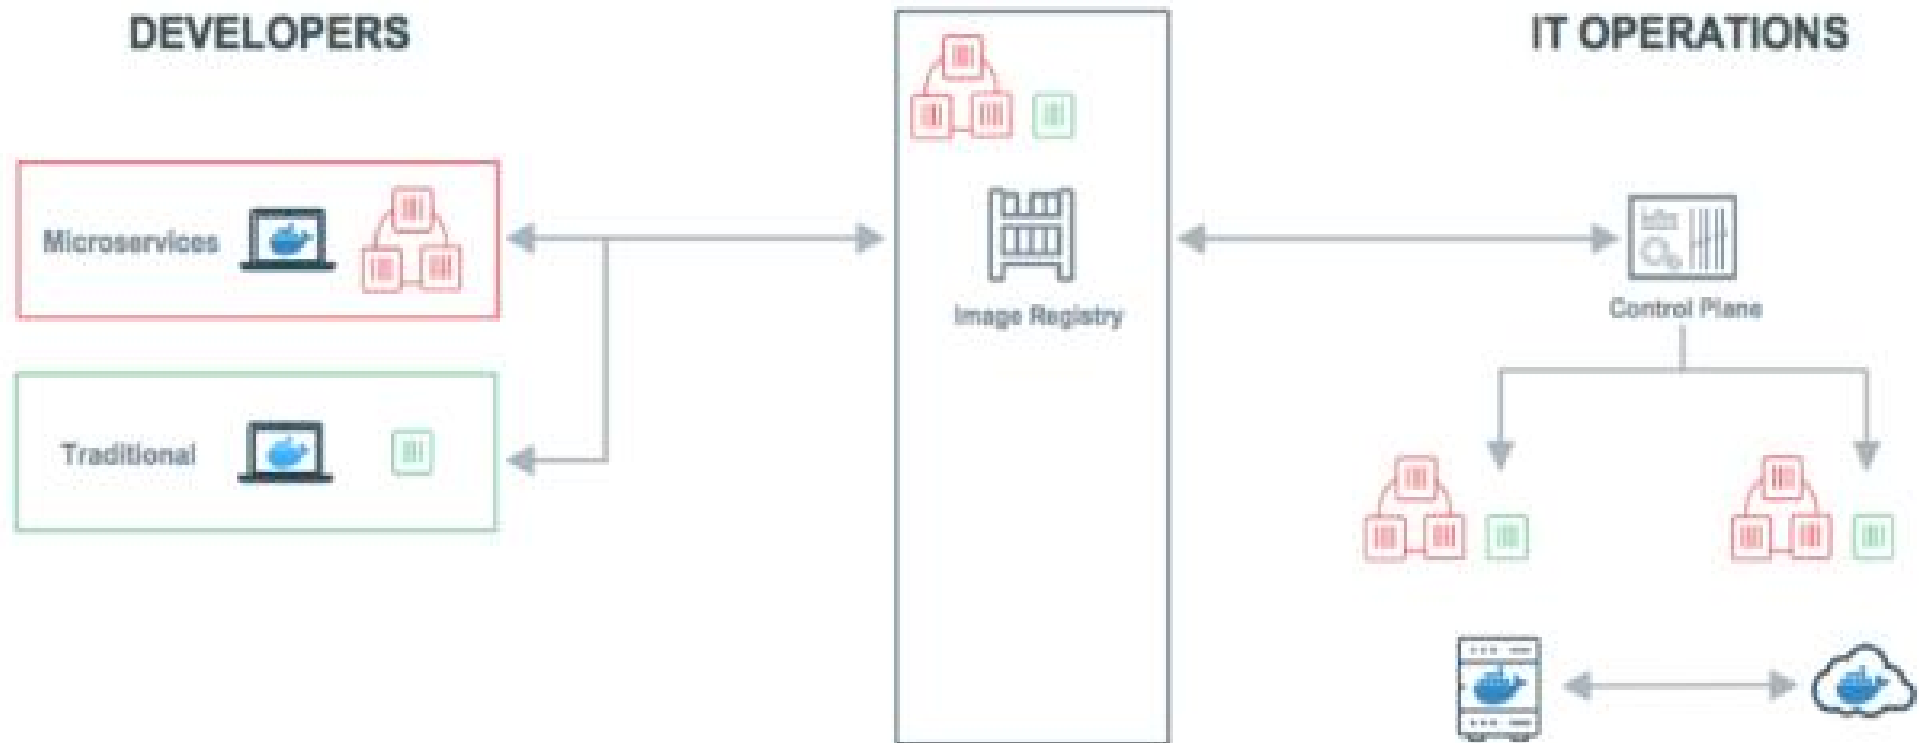 DEVELOPERS
IT OPERATIONS
Microservices
Image Registry
Control Plane
Traditional